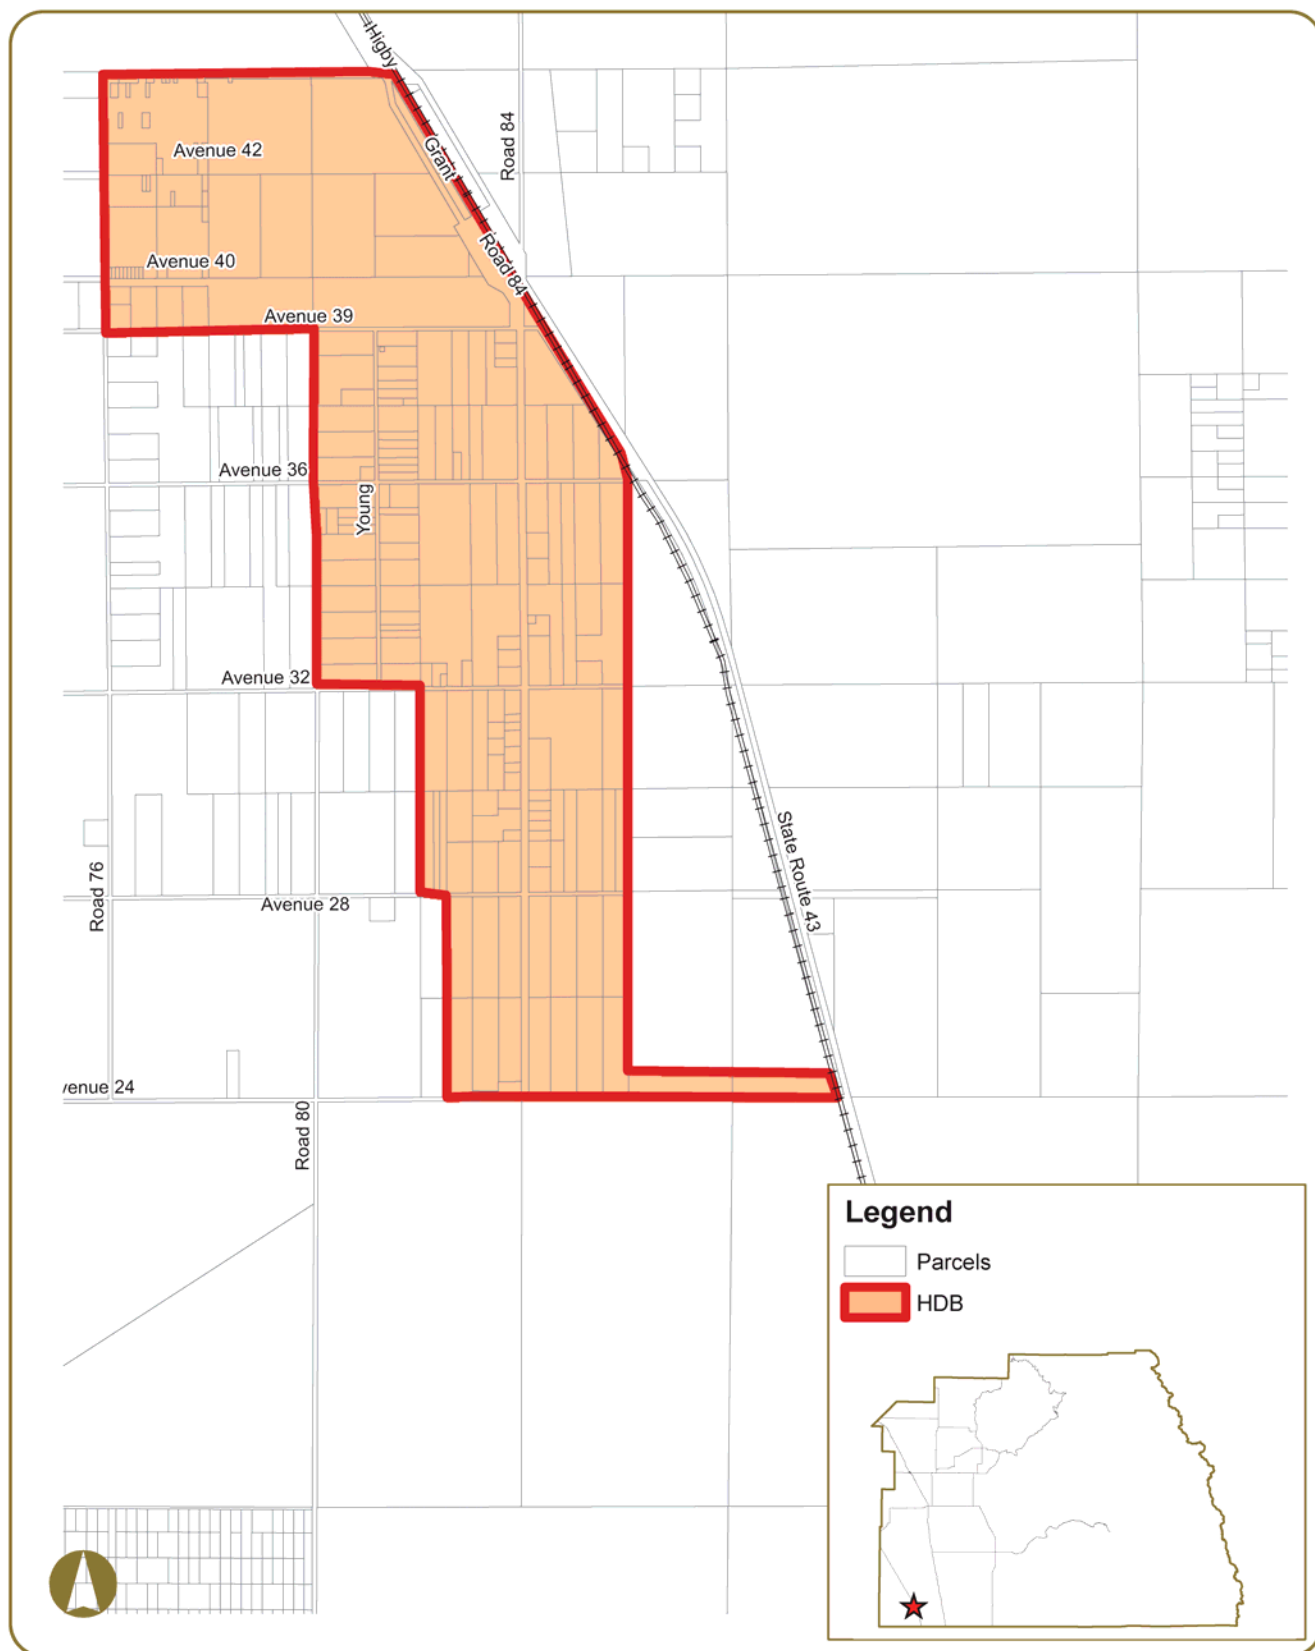 Higby
Road 84
Grant
Avenue 42
Road 84
Avenue 40
Avenue 39
Avenue 36
Young
Avenue 32
State Route 43
Road 76
Avenue 28
venue 24
Road 80
Legend
Parcels
HDB